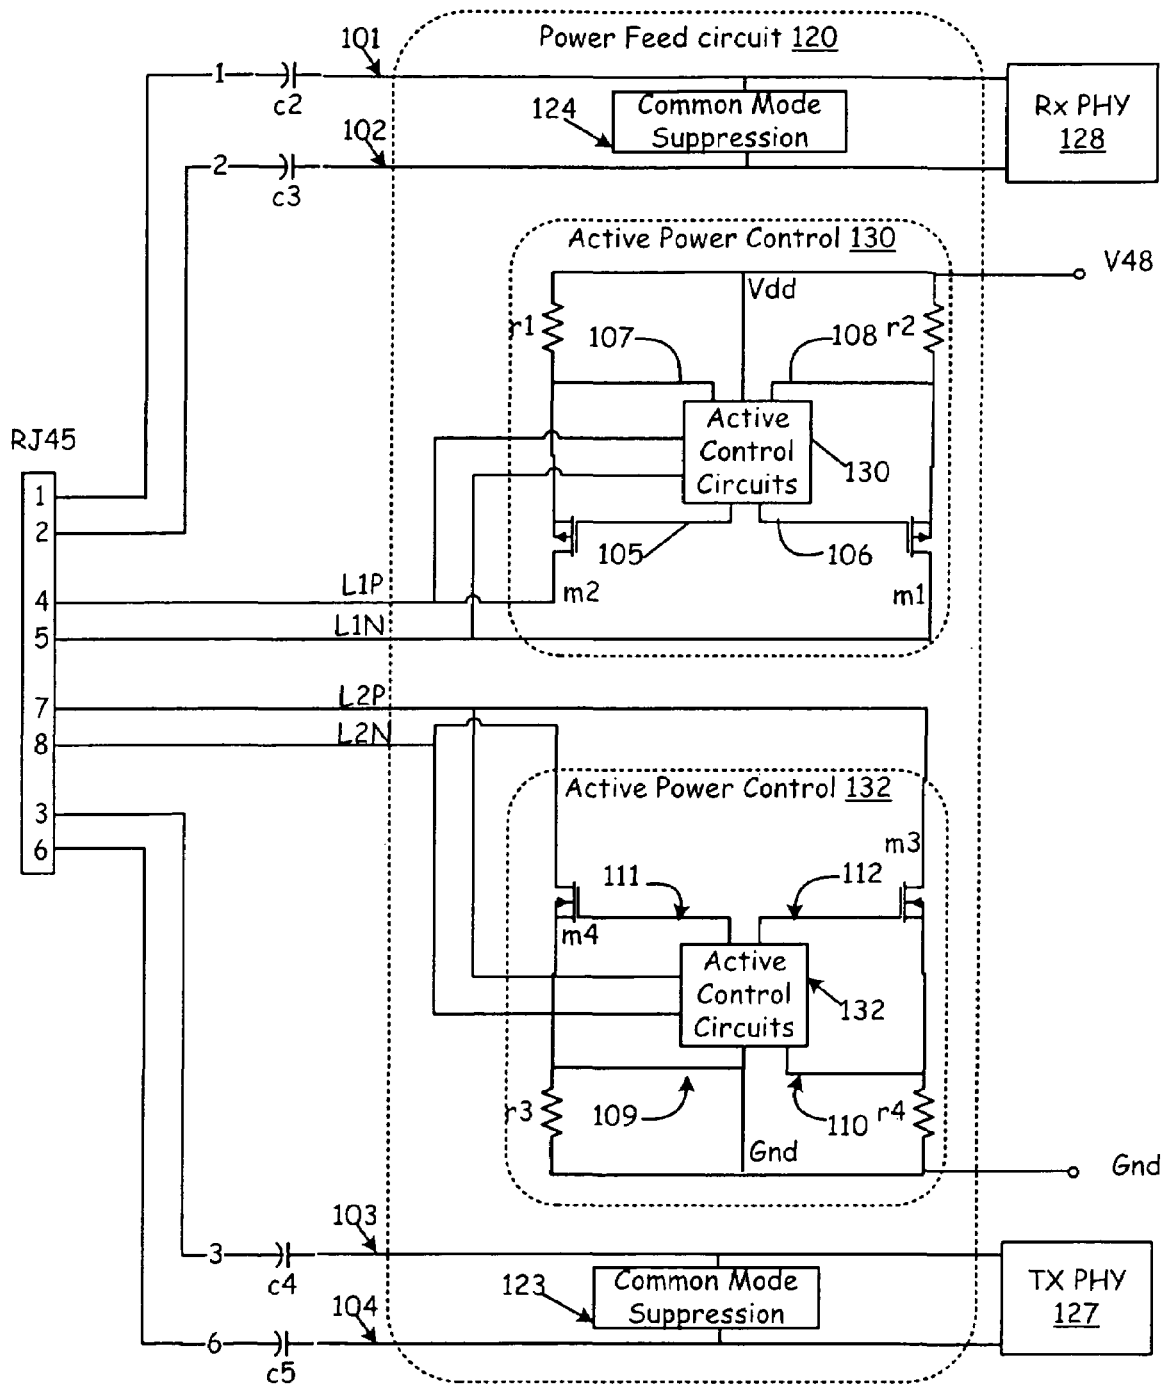 Power Feed circuit 120
101
1
c2
Common Mode
Suppression
124
Rx PHY
128
102
2
c3
Active Power Control 130
V48
Vdd
r1
107
108
r2
Active
Control
Circuits
130
RJ45
1
2
4
5
7
8
3
6
105
106
m2
m1
L1P
L1N
L2P
L2N
Active Power Control 132
m3
111
112
m4
Active
Control
Circuits
132
r3
109
110
r4
Gnd
Gnd
103
3
c4
Common Mode
Suppression
123
TX PHY
127
104
6
c5